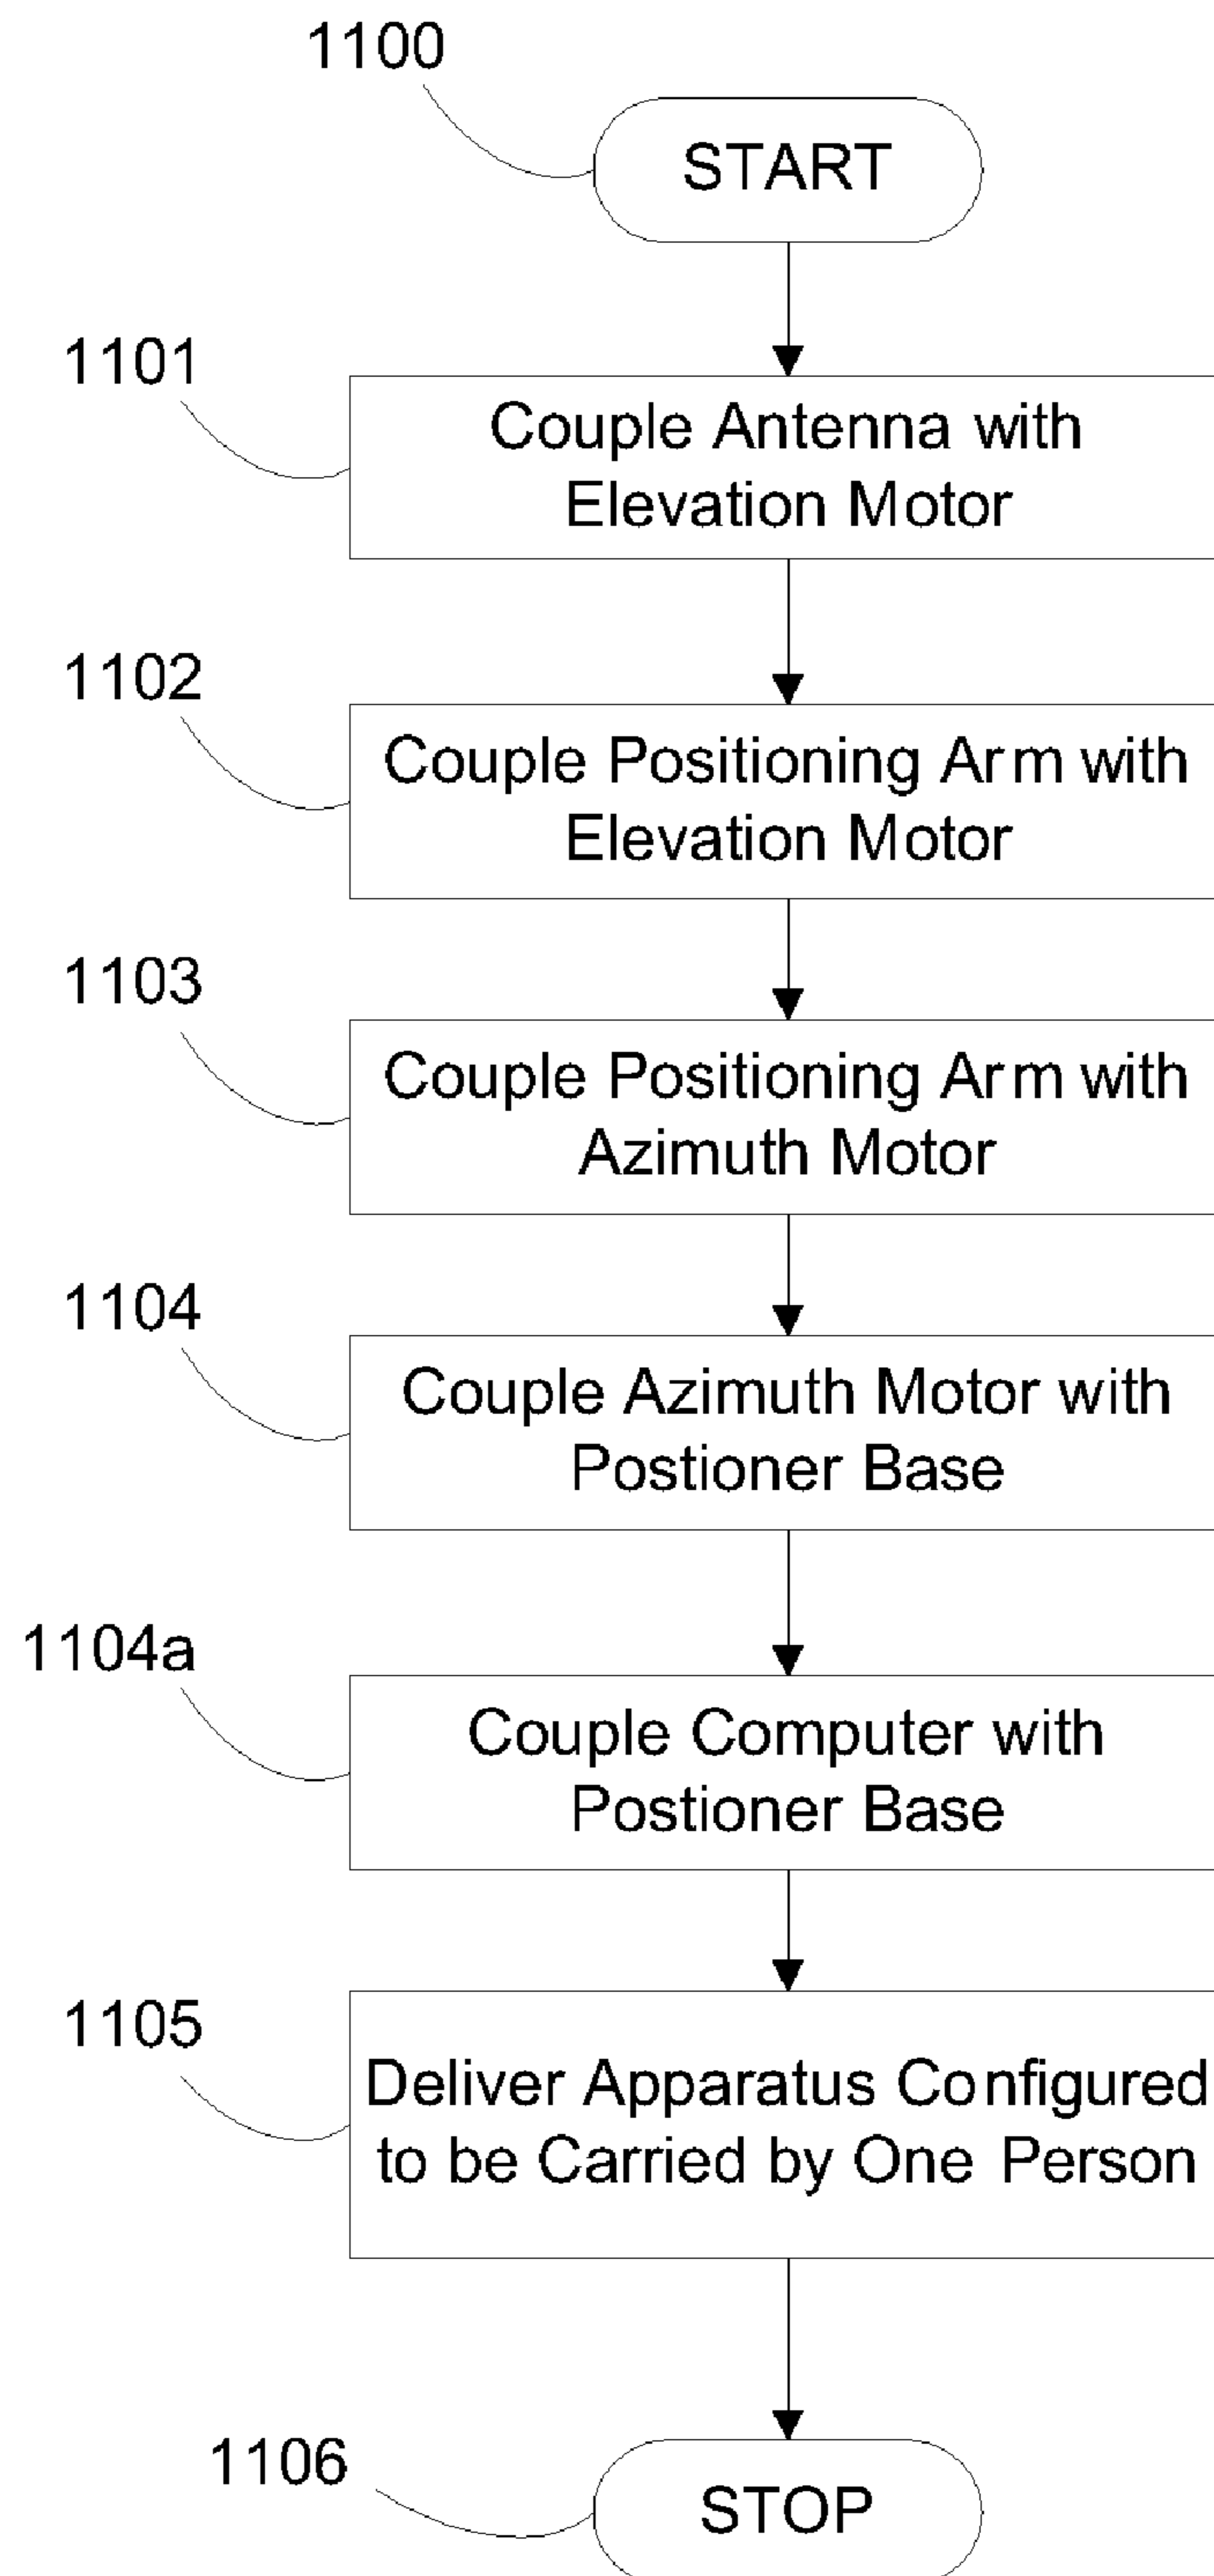 1100
START
1101
Couple Antenna with
Elevation Motor
1102
Couple Positioning Arm with
Elevation Motor
1103
Couple Positioning Arm with
Azimuth Motor
1104
Couple Azimuth Motor with
Postioner Base
1104a
Couple Computer with
Postioner Base
1105
Deliver Apparatus Configured
to be Carried by One Person
1106
STOP